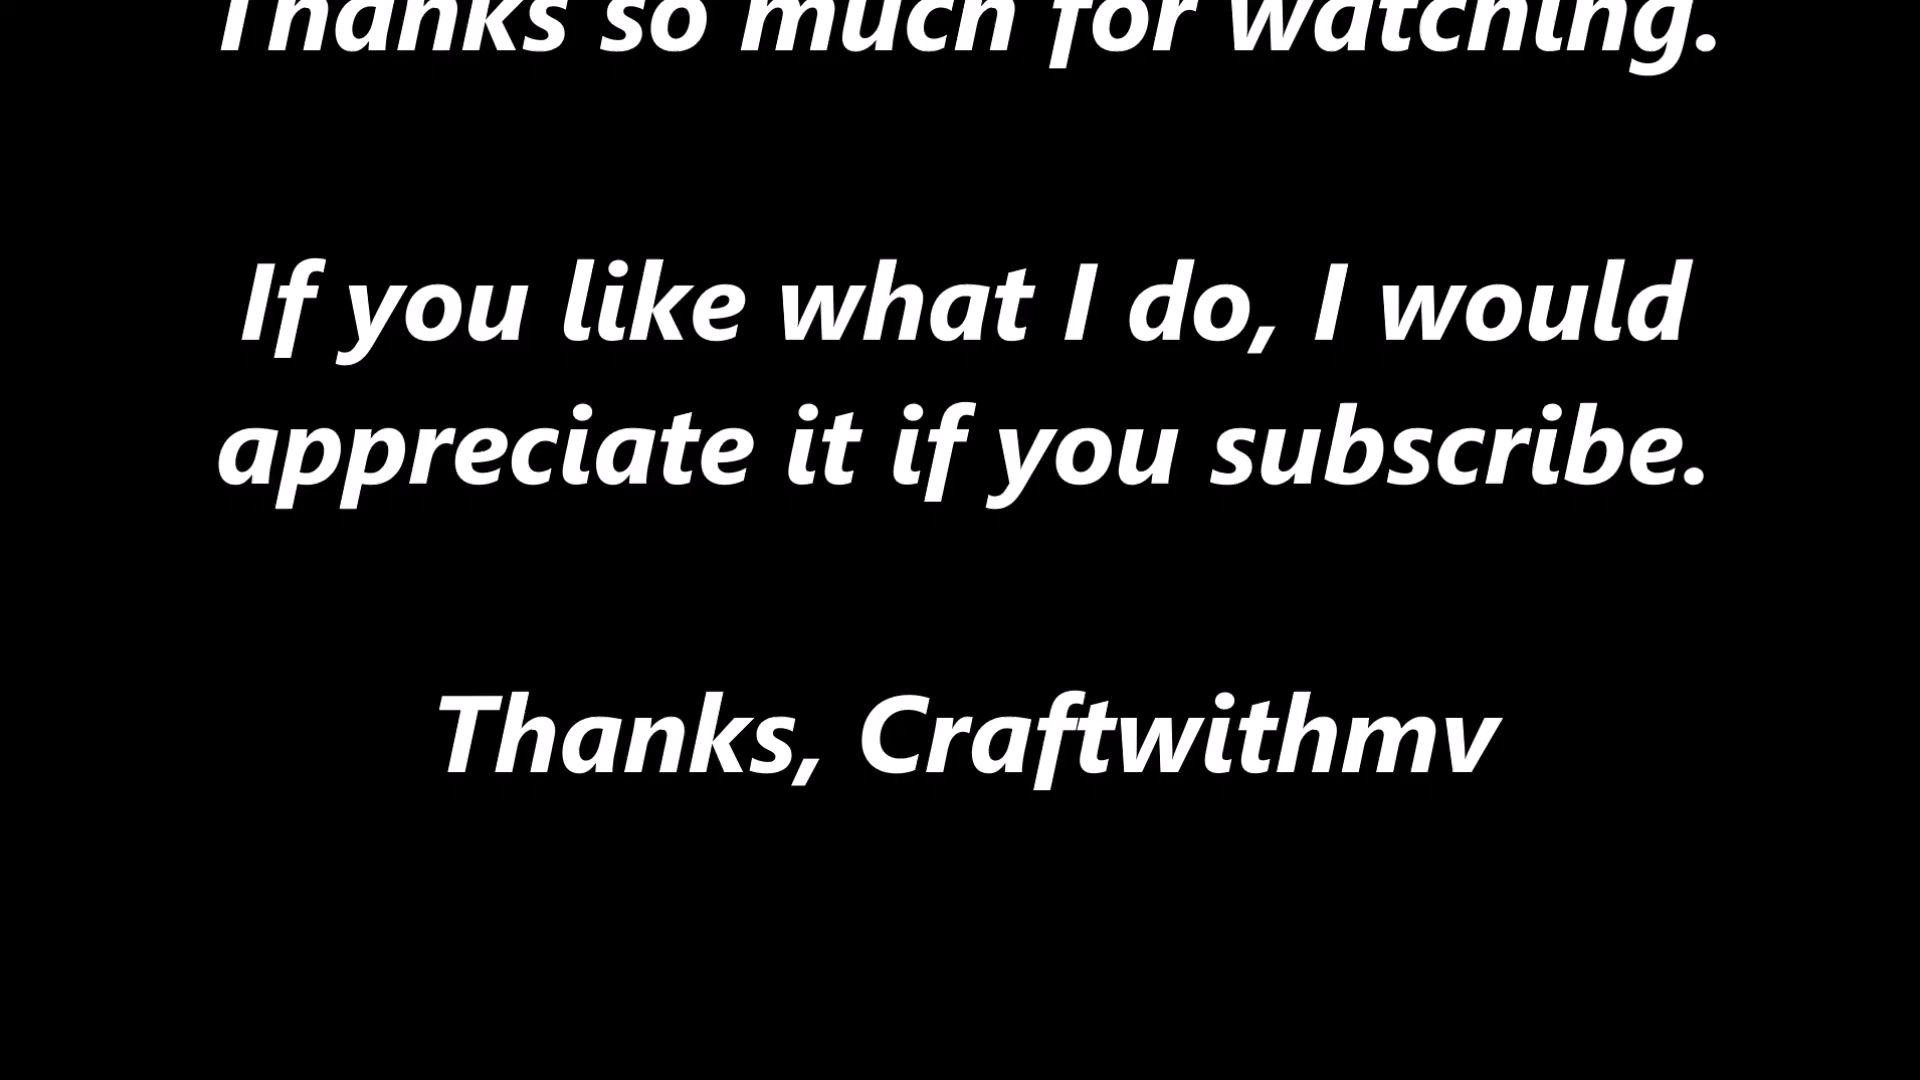 Thanks so much for watching.
If you like what I do, I would
appreciate it if you subscribe.
Thanks, Craftwithmv